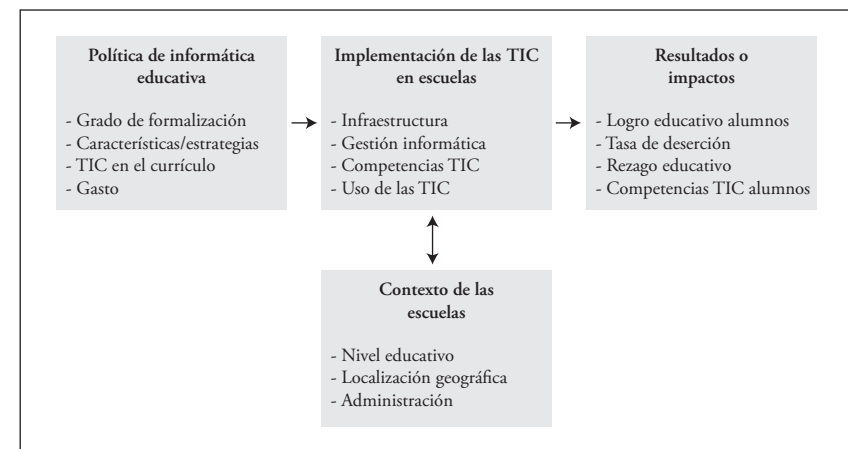 Política de informática
educativa
- Grado de formalización
- Características/estrategias
- TIC en el currículo
- Gasto
Implementación de las TIC
en escuelas
- Infraestructura
- Gestión informática
- Competencias TIC
- Uso de las TIC
Resultados o
impactos
- Logro educativo alumnos
- Tasa de deserción
- Rezago educativo
- Competencias TIC alumnos
Contexto de las
escuelas
- Nivel educativo
- Localización geográfica
- Administración